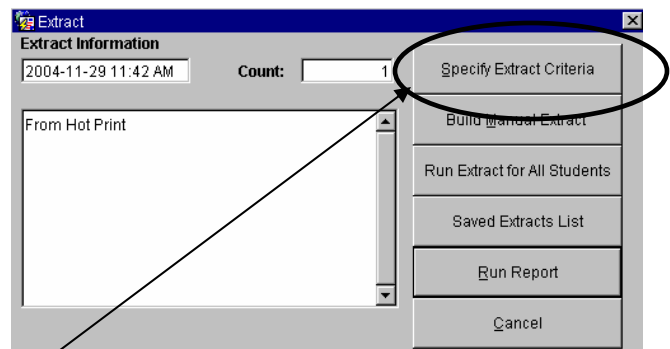 Extract
Extract Information
2004-11-29 11:42 AM Count: 1
From Hot Print
Specify Extract Criteria
Build Manual Extract
Run Extract for All Students
Saved Extracts List
Run Report
Cancel